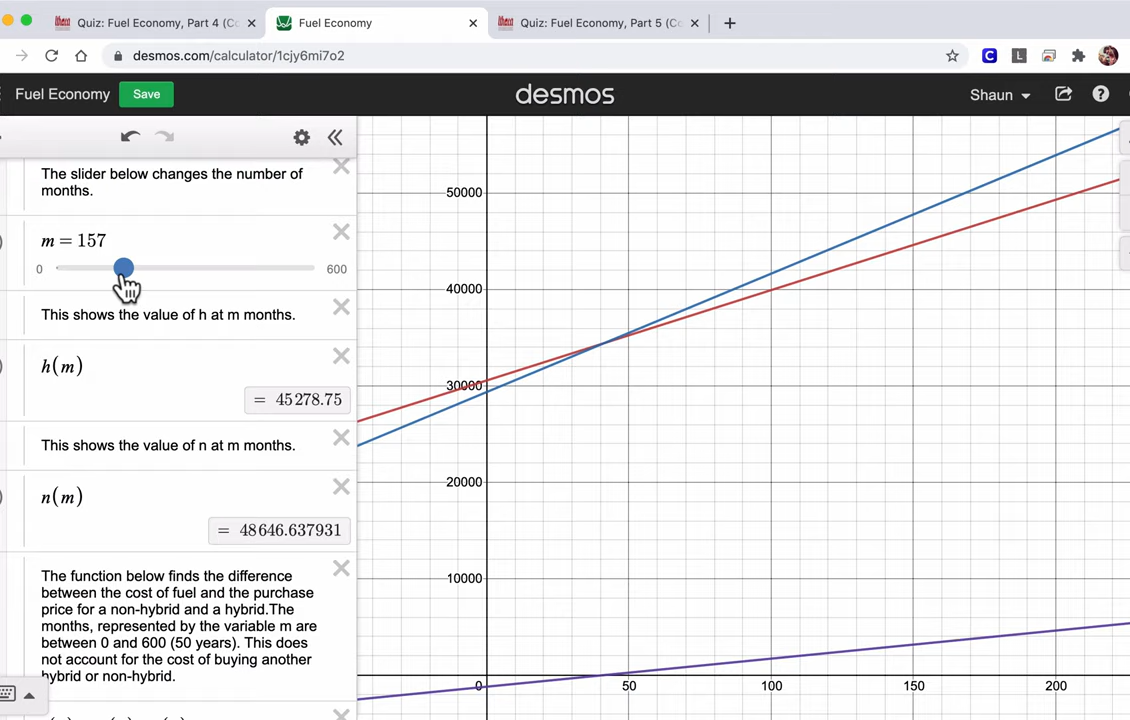 Quiz: Fuel Economy, Part 4 (Co
Fuel Economy
Quiz: Fuel Economy, Part 5 (Co
desmos.com/calculator/1cjy6mi7o2
Fuel Economy
Save
desmos
Shaun
The slider below changes the number of
months.
m = 157
0
600
This shows the value of h at m months.
h(m)
= 45278.75
This shows the value of n at m months.
n(m)
= 48646.637931
The function below finds the difference
between the cost of fuel and the purchase
price for a non-hybrid and a hybrid.The
months, represented by the variable m are
between 0 and 600 (50 years). This does
not account for the cost of buying another
hybrid or non-hybrid.
50000
40000
30000
20000
10000
0
50
100
150
200